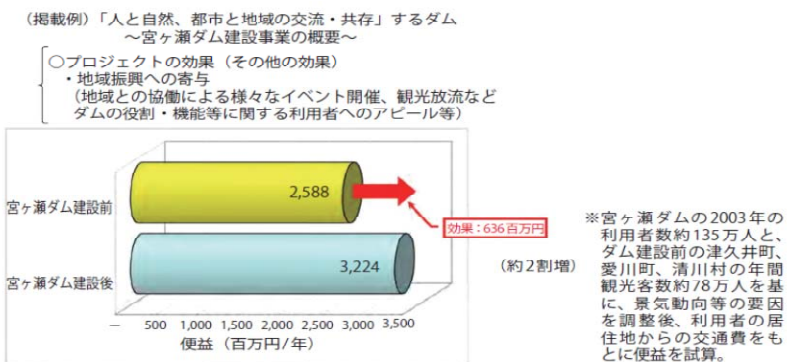 （掲載例）「人と自然、都市と地域の交流・共存」するダム
～宮ヶ瀬ダム建設事業の概要～
○プロジェクトの効果（その他の効果）
・地域振興への寄与
（地域との協働による様々なイベント開催、観光放流など
ダムの役割・機能等に関する利用者へのアピール等）
宮ヶ瀬ダム建設前
2,588
効果：636百万円
宮ヶ瀬ダム建設後
3,224
（約２割増）
― 500 1,000 1,500 2,000 2,500 3,000 3,500
便益（百万円/年）
※宮ヶ瀬ダムの2003年の
利用者数約135万人と、
ダム建設前の津久井町、
愛川町、清川村の年間
観光客数約78万人を基
に、景気動向等の要因
を調整後、利用者の居
住地からの交通費をも
とに便益を試算。